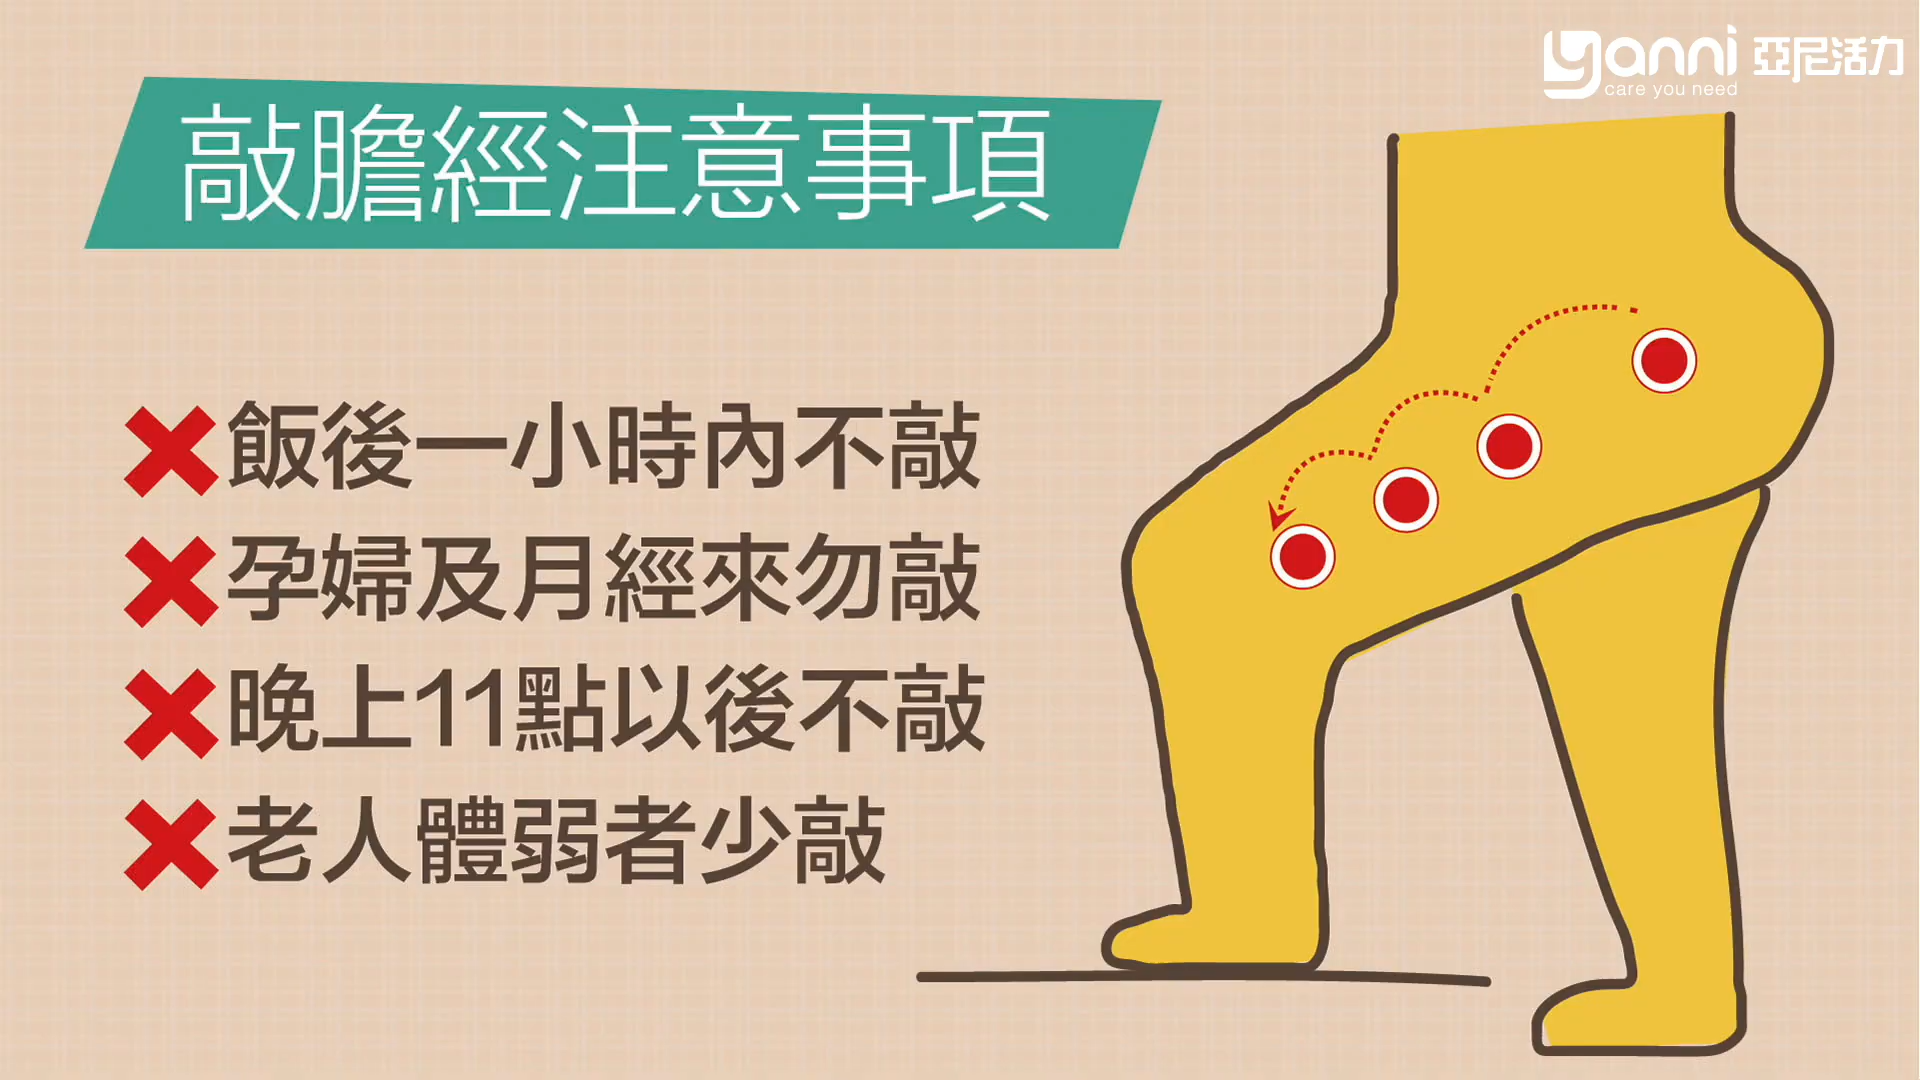 yanni 亞尼活力
care you need
敲膽經注意事項
飯後一小時內不敲
孕婦及月經來勿敲
晚上11點以後不敲
老人體弱者少敲